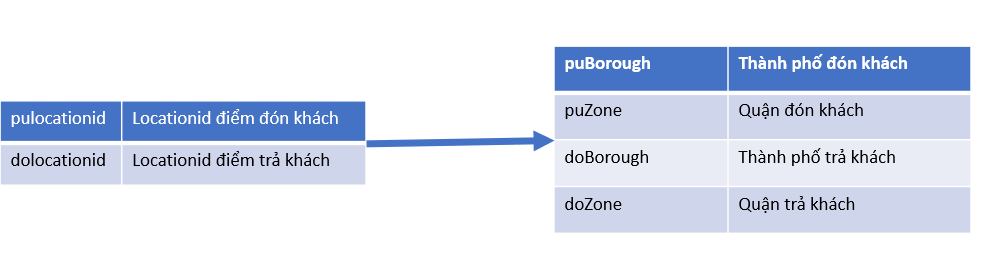 pulocationid Locationid điểm đón khách
dolocationid Locationid điểm trả khách
puBorough Thành phố đón khách
puZone Quận đón khách
doBorough Thành phố trả khách
doZone Quận trả khách